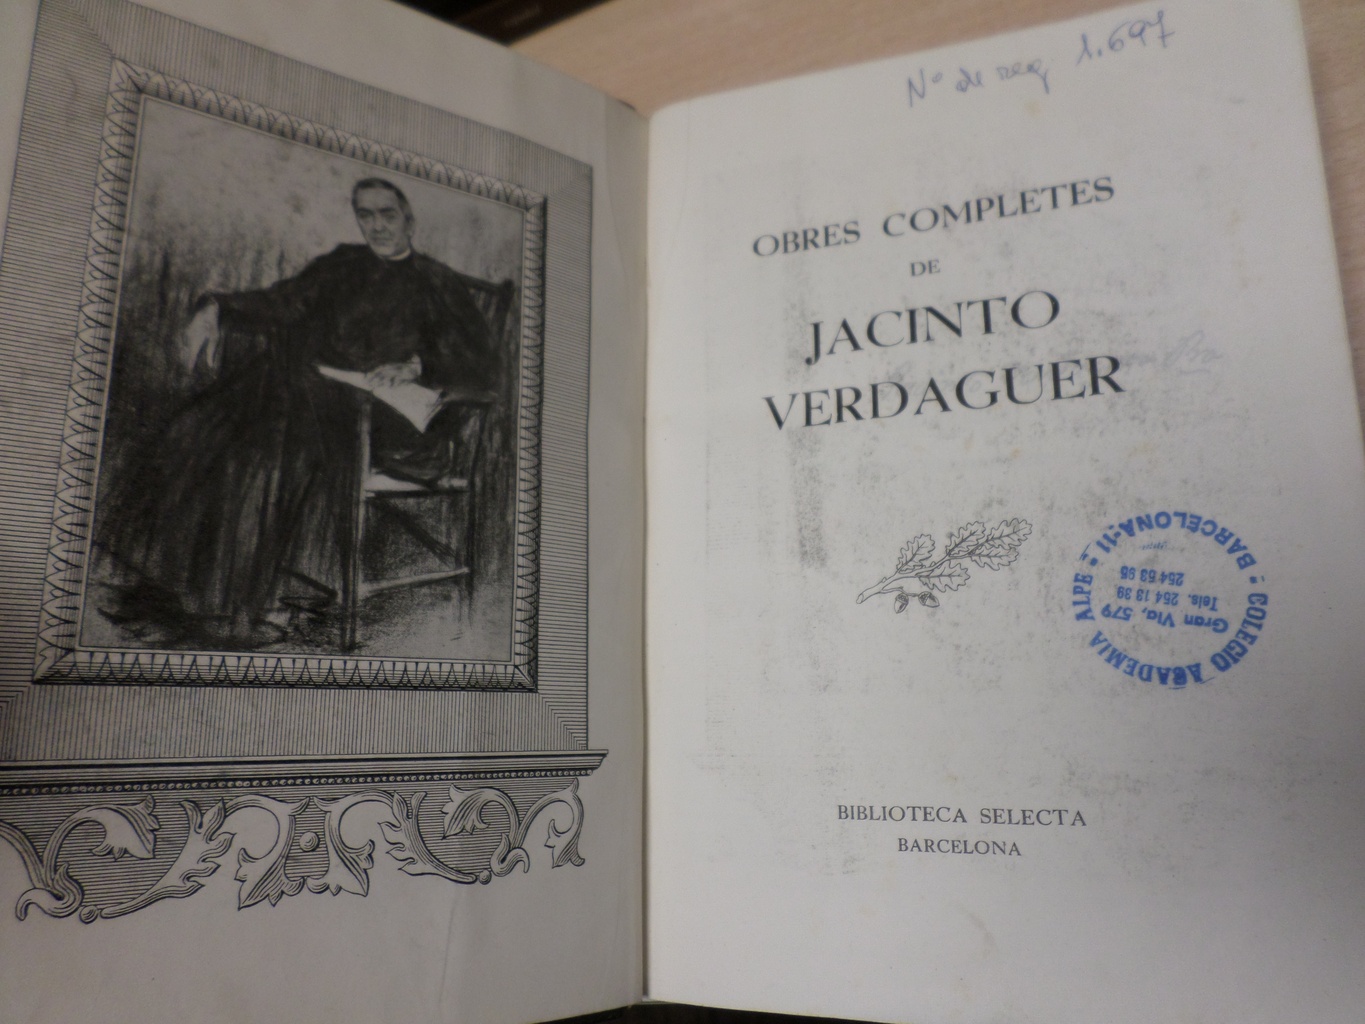 Nº de reg. 1.697
OBRES COMPLETES
DE
JACINTO
VERDAGUER
COLEGIO ACADEMIA ALPE • BARCELONA-11 •
Gran Vía, 579
Tels. 254 13 39
254 53 95
BIBLIOTECA SELECTA
BARCELONA